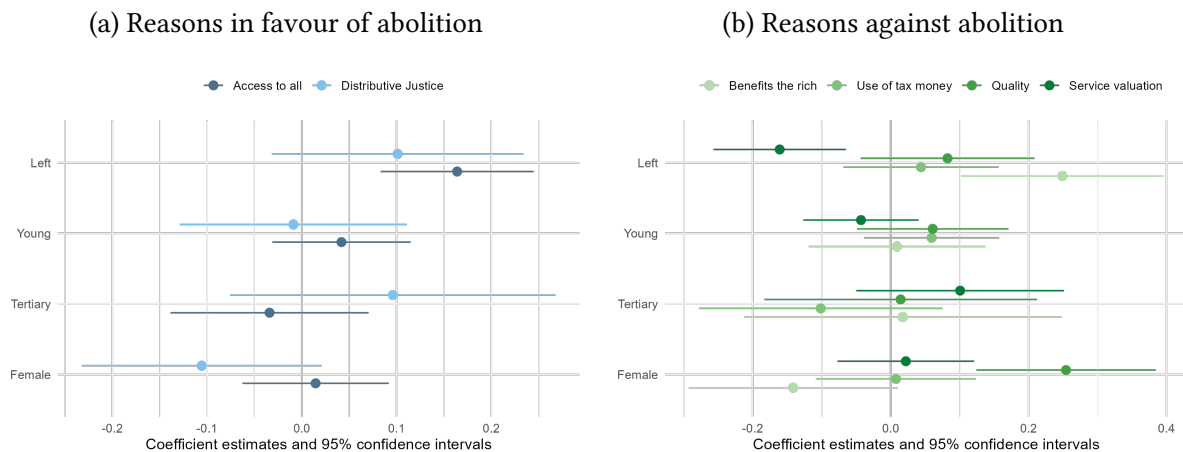 (a) Reasons in favour of abolition
Access to all
Distributive Justice
Left
Young
Tertiary
Female
-0.2
-0.1
0.0
0.1
0.2
Coefficient estimates and 95% confidence intervals
(b) Reasons against abolition
Benefits the rich
Use of tax money
Quality
Service valuation
Left
Young
Tertiary
Female
-0.2
0.0
0.2
0.4
Coefficient estimates and 95% confidence intervals